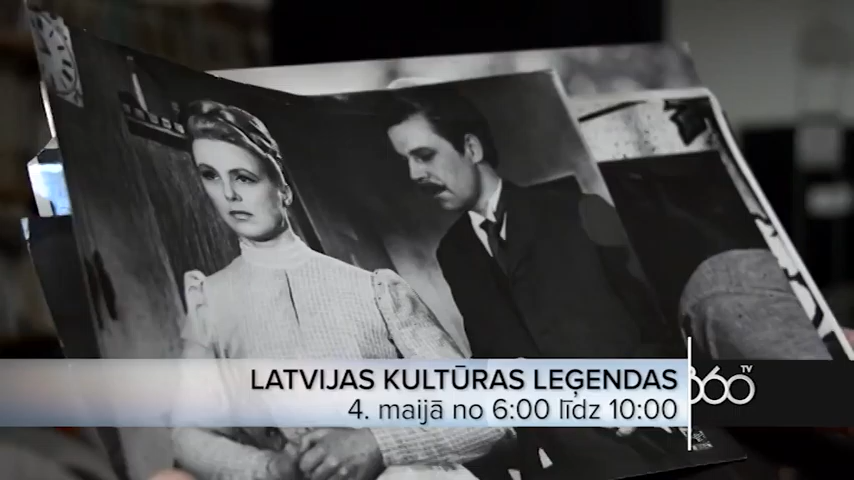 LATVIJAS KULTŪRAS LEĢENDAS
4. maijā no 6:00 līdz 10:00
360
TV